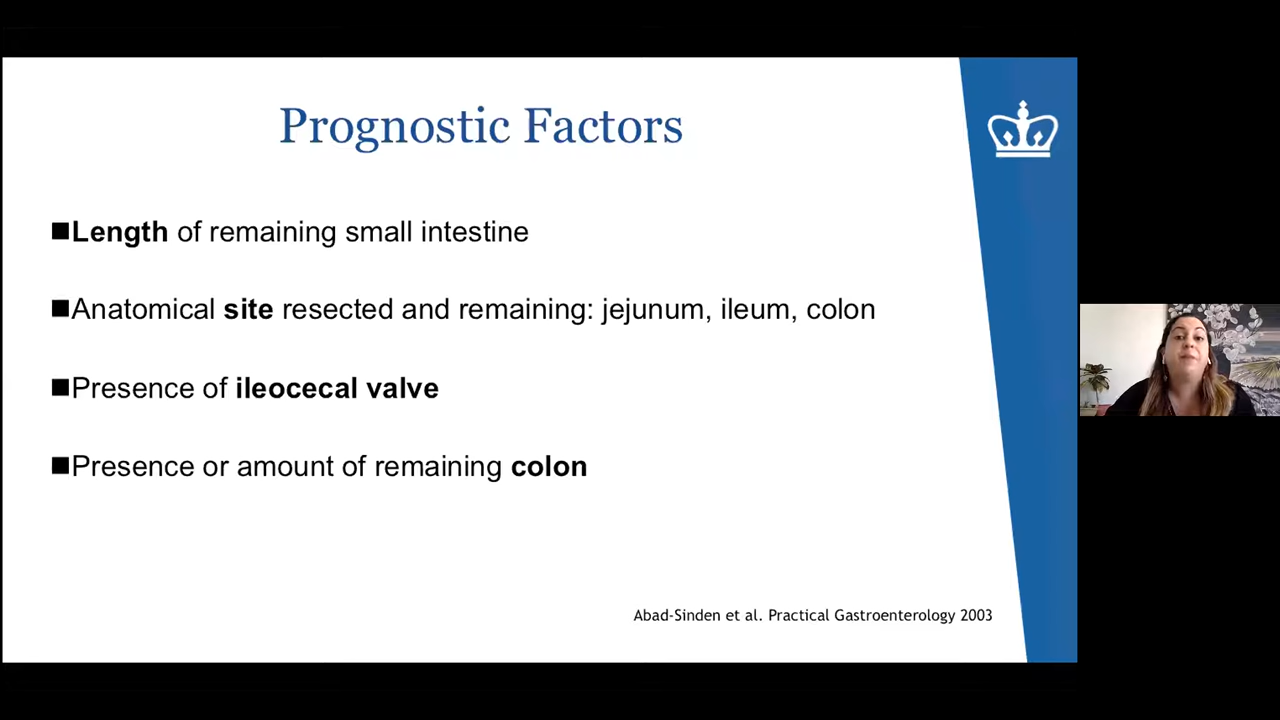 Prognostic Factors
■Length of remaining small intestine
■Anatomical site resected and remaining: jejunum, ileum, colon
■Presence of ileocecal valve
■Presence or amount of remaining colon
Abad-Sinden et al. Practical Gastroenterology 2003